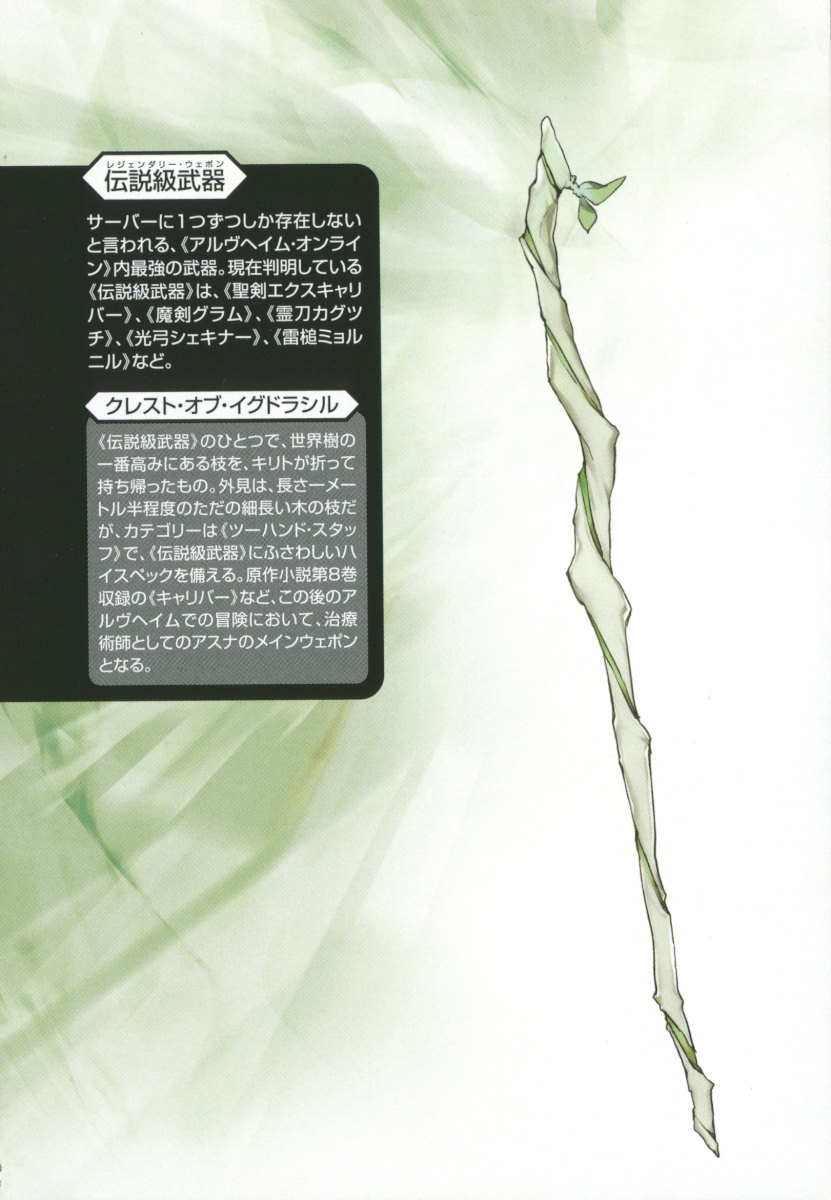 レジェンダリー・ウェポン
伝説級武器
サーバーに1つずつしか存在しない
と言われる、《アルヴヘイム・オンライ
ン》内最強の武器。現在判明している
《伝説級武器》は、《聖剣エクスキャリ
バー》、《魔剣グラム》、《霊刀カグツ
チ》、《光弓シェキナー》、《雷槌ミョル
ニル》など。
クレスト・オブ・イグドラシル
《伝説級武器》のひとつで、世界樹の
一番高みにある枝を、キリトが折って
持ち帰ったもの。外見は、長さ一メー
トル半程度のただの細長い木の枝だ
が、カテゴリーは《ツーハンド・スタッ
フ》で、《伝説級武器》にふさわしいハ
イスペックを備える。原作小説第8巻
収録の《キャリバー》など、この後のア
ルヴヘイムでの冒険において、治療
術師としてのアスナのメインウェポン
となる。